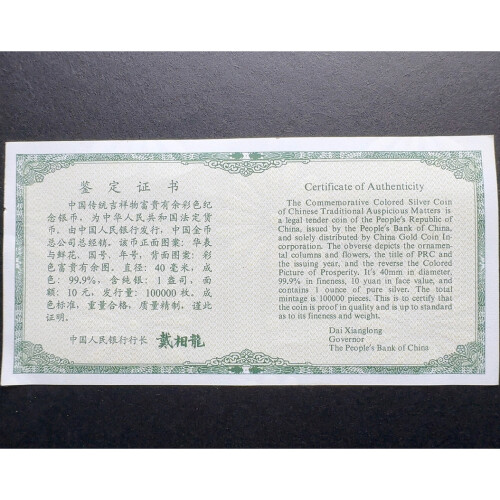 鉴定证书
中国传统吉祥物富贵有余彩色纪
念银币，为中华人民共和国法定货
币，由中国人民银行发行，中国金币
总公司总经销。该币正面图案：华表
与鲜花、国号、年号，背面图案：彩
色富贵有余图。直径：40毫米，成
色：99.9%，含纯银：1盎司，面
额：10元，发行量：100000枚。成
色标准，重量合格，质量精制，谨此
证明。
中国人民银行行长 戴相龍
Certificate of Authenticity
The Commemorative Colored Silver Coin
of Chinese Traditional Auspicious Matters is
a legal tender coin of the People's Republic of
China, issued by the People's Bank of China,
and solely distributed by China Gold Coin In-
corporation. The obverse depicts the ornamen-
tal columns and flowers, the title of PRC and
the issuing year, and the reverse the Colored
Picture of Prosperity. It's 40mm in diameter,
99.9% in fineness, 10 yuan in face value, and
contains 1 ounce of pure silver. The total
mintage is 100000 pieces. This is to certify that
the coin is proof in quality and is up to standard
as to its fineness and weight.
Dai Xianglong
Governor
The People's Bank of China